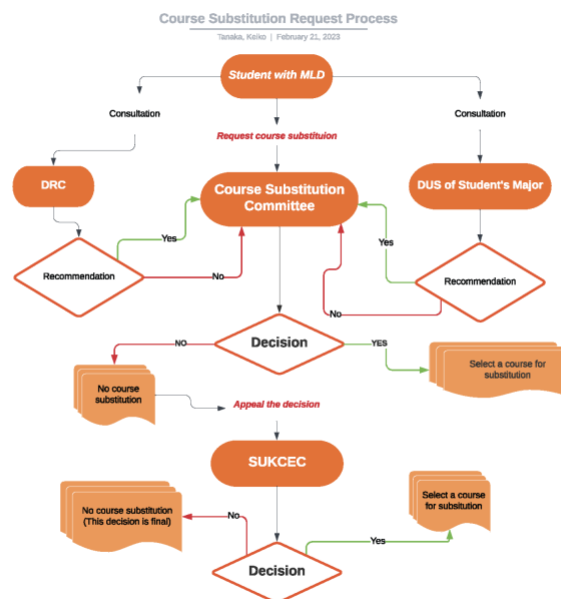 Course Substitution Request Process
Tanaka, Keiko | February 21, 2023
Student with MLD
Consultation
Consultation
Request course substituion
DRC
Course Substitution
Committee
DUS of Student's Major
Yes
Yes
Recommendation
No
Recommendation
No
Decision
NO
YES
Select a course for
substitution
No course
substitution
Appeal the decision
SUKCEC
No course substitution
(This decision is final)
No
Select a course
for subsitution
Yes
Decision